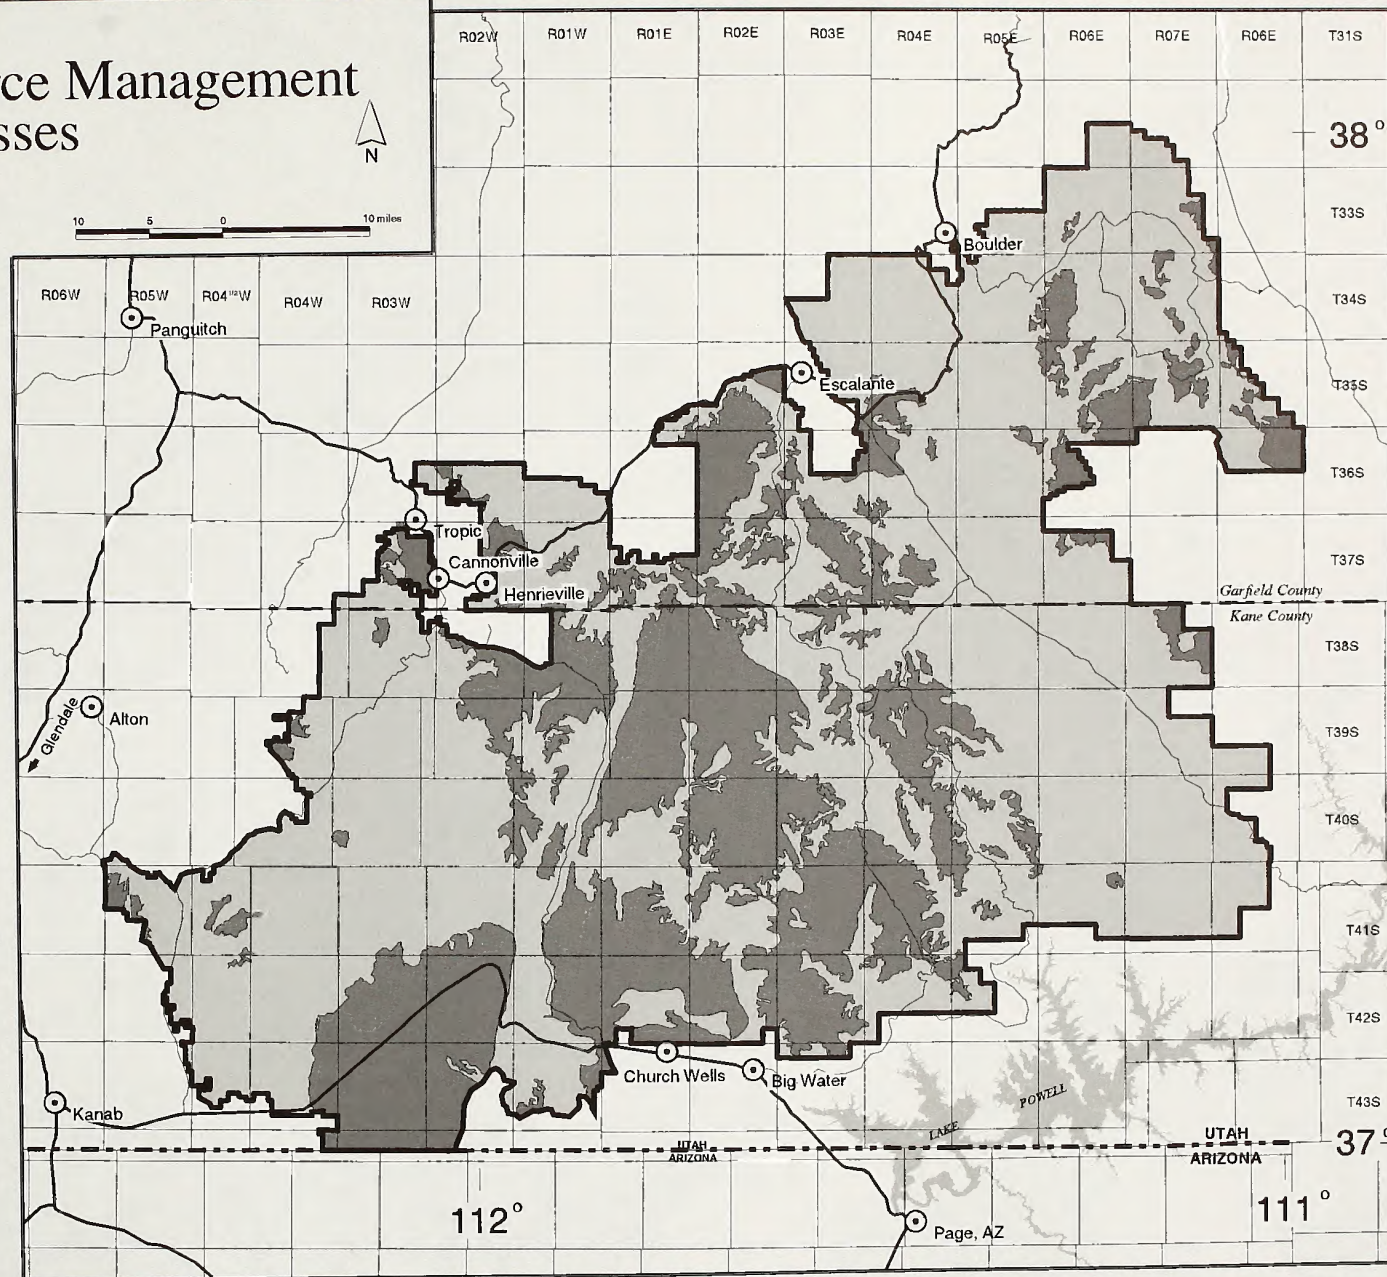 ce Management
sses
N
10 5 0 10 miles
R02W R01W R01E R02E R03E R04E R05E R06E R07E R06E T31S
38°
T33S
Boulder
R06W R05W R04 1/2 W R04W R03W
T34S
Panguitch
Escalante
T35S
T36S
Tropic
Cannonville
T37S
Henrieville
Garfield County
Kane County
T38S
Glendale
Alton
T39S
T40S
T41S
T42S
Church Wells
Big Water
Kanab
LAKE POWELL
T43S
UTAH
ARIZONA
UTAH
ARIZONA
37°
112°
111°
Page, AZ